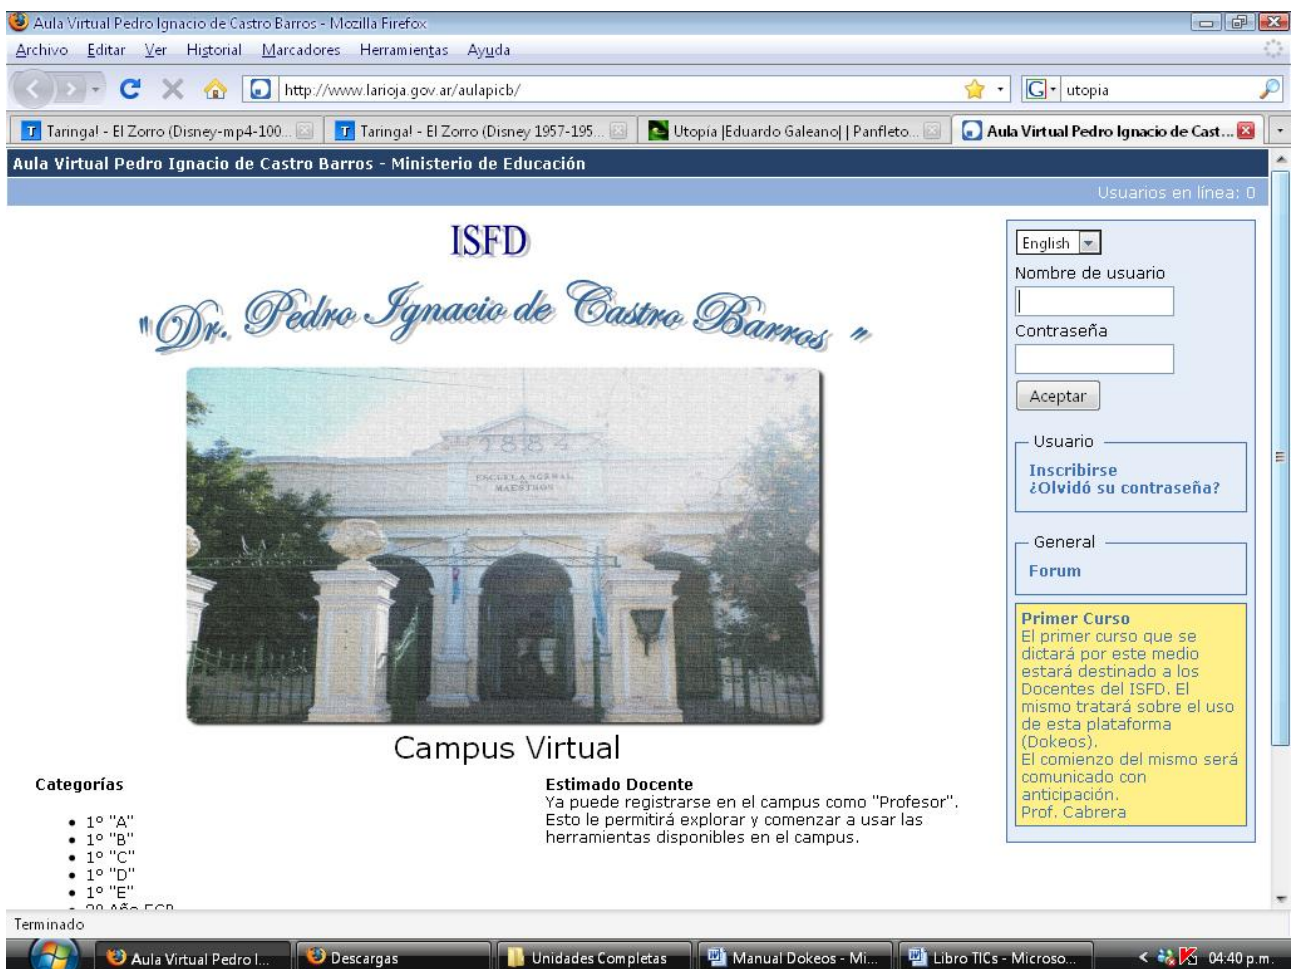 Aula Virtual Pedro Ignacio de Castro Barros - Mozilla Firefox
Archivo Editar Ver Historial Marcadores Herramientas Ayuda
http://www.larioja.gov.ar/aulapicb/
G utopia
Taringa! - El Zorro (Disney-mp4-100...
Taringa! - El Zorro (Disney 1957-195...
Utopía |Eduardo Galeano| | Panfleto...
Aula Virtual Pedro Ignacio de Cast...
Aula Virtual Pedro Ignacio de Castro Barros - Ministerio de Educación
Usuarios en línea: 0
ISFD
"Dr. Pedro Ignacio de Castro Barros "
1884
ESCUELA NORMAL
MAESTROS
Campus Virtual
Categorías
1º "A"
1º "B"
1º "C"
1º "D"
1º "E"
Estimado Docente
Ya puede registrarse en el campus como "Profesor".
Esto le permitirá explorar y comenzar a usar las
herramientas disponibles en el campus.
English
Nombre de usuario
Contraseña
Aceptar
Usuario
Inscribirse
¿Olvidó su contraseña?
General
Forum
Primer Curso
El primer curso que se
dictará por este medio
estará destinado a los
Docentes del ISFD. El
mismo tratará sobre el uso
de esta plataforma
(Dokeos).
El comienzo del mismo será
comunicado con
anticipación.
Prof. Cabrera
Terminado
Aula Virtual Pedro I...
Descargas
Unidades Completas
Manual Dokeos - Mi...
Libro TICs - Microso...
04:40 p.m.